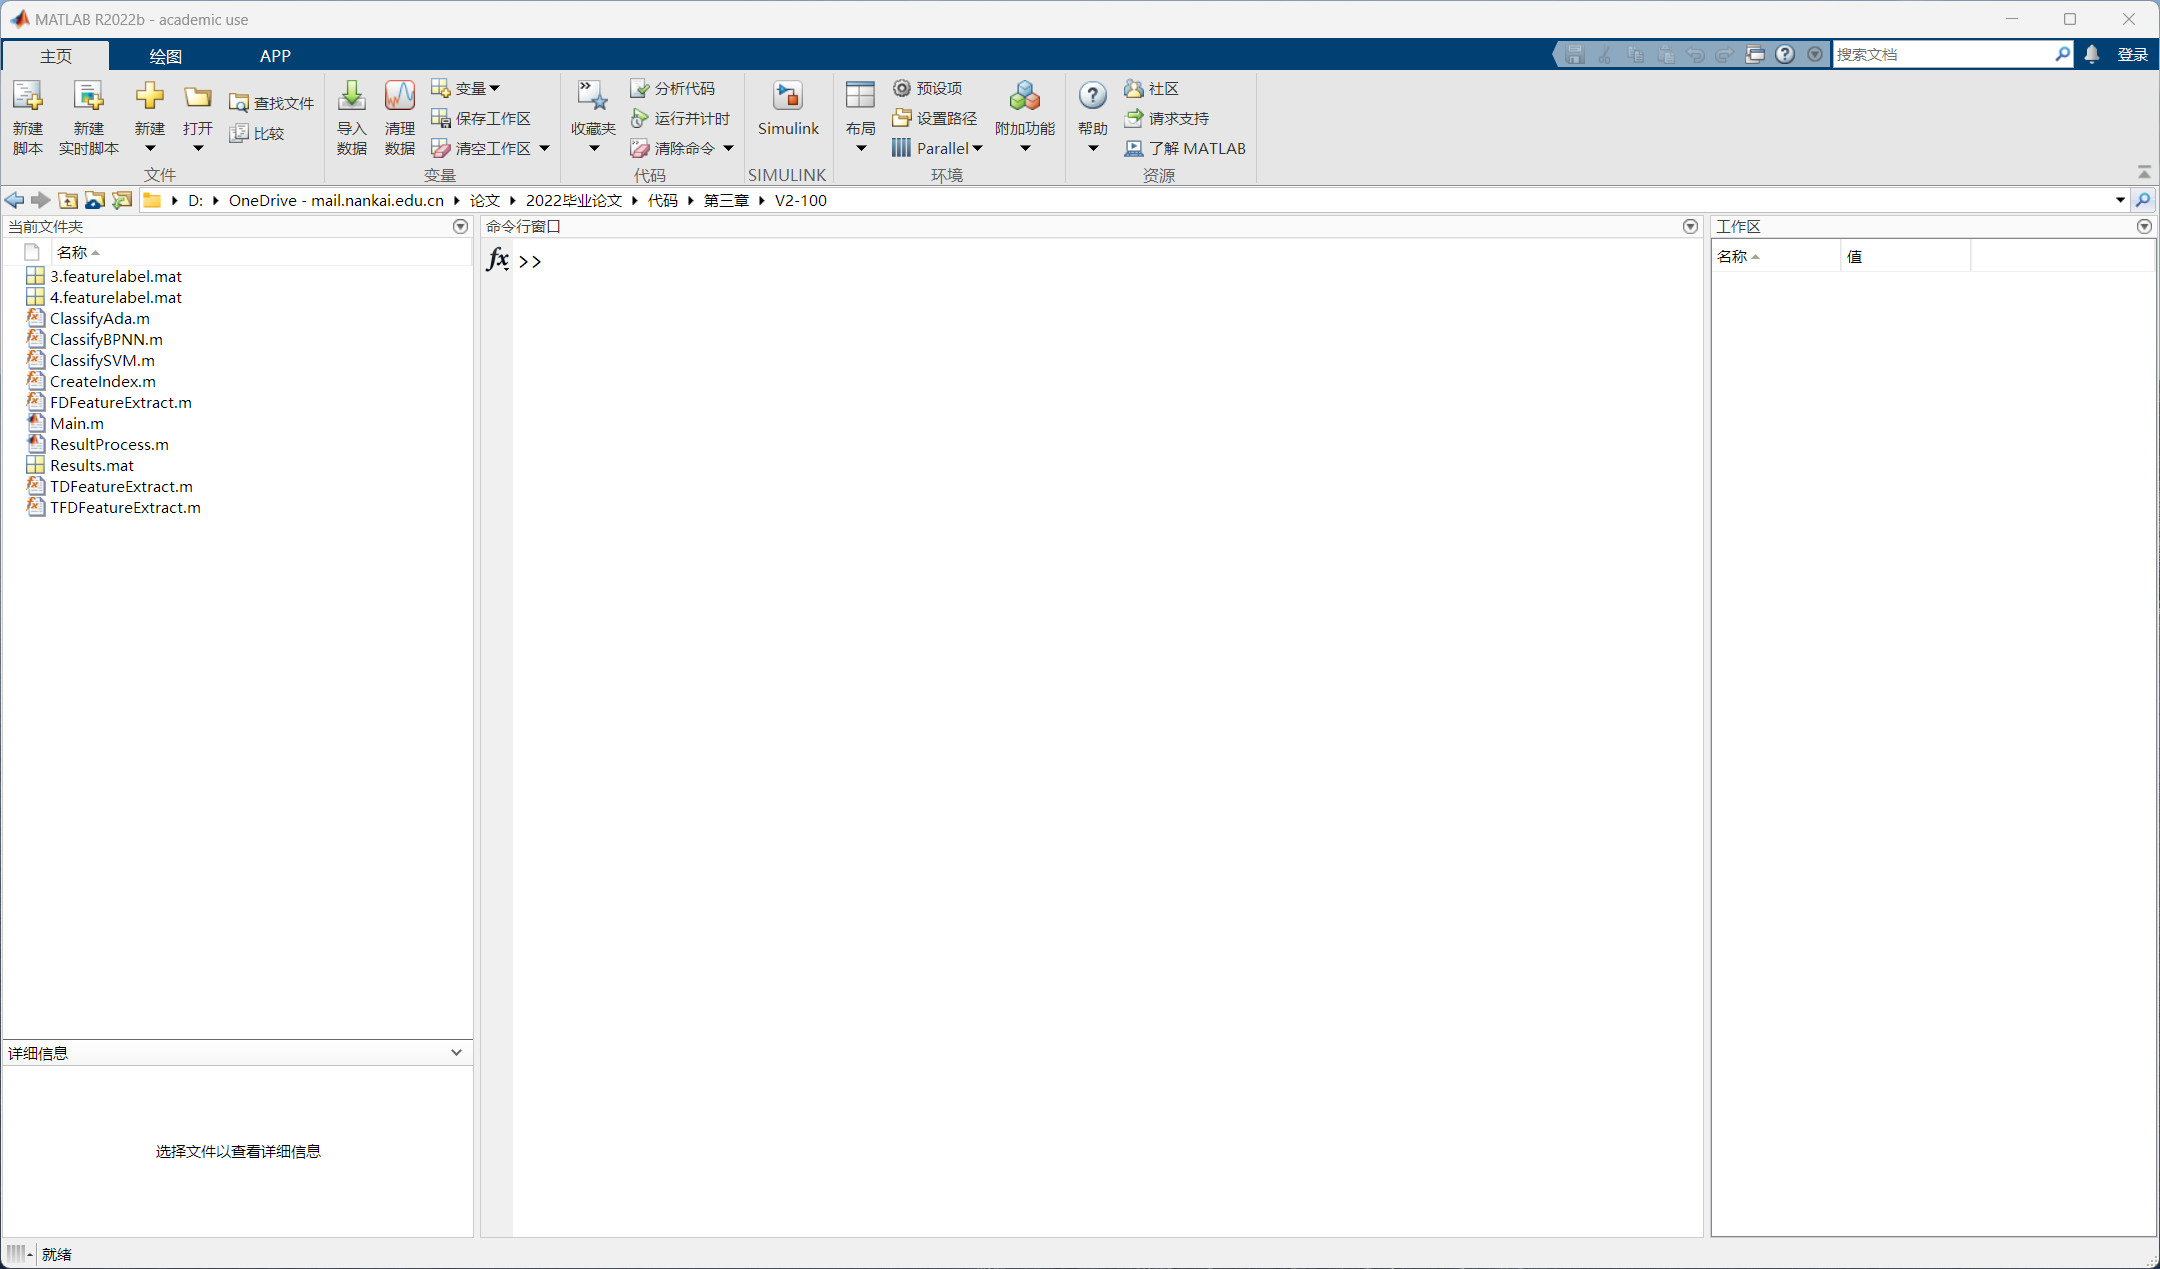 MATLAB R2022b - academic use
主页 绘图 APP 搜索文档 登录
新建脚本
新建实时脚本
新建
打开
查找文件
比较
文件
导入数据
清理数据
变量
保存工作区
清空工作区
变量
收藏夹
分析代码
运行并计时
清除命令
代码
Simulink
SIMULINK
布局
预设项
设置路径
Parallel
附加功能
环境
帮助
社区
请求支持
了解 MATLAB
资源
D: OneDrive - mail.nankai.edu.cn 论文 2022毕业论文 代码 第三章 V2-100
当前文件夹
名称
3.featurelabel.mat
4.featurelabel.mat
ClassifyAda.m
ClassifyBPNN.m
ClassifySVM.m
CreateIndex.m
FDFeatureExtract.m
Main.m
ResultProcess.m
Results.mat
TDFeatureExtract.m
TFDFeatureExtract.m
详细信息
选择文件以查看详细信息
命令行窗口
fx >>
工作区
名称 值
就绪